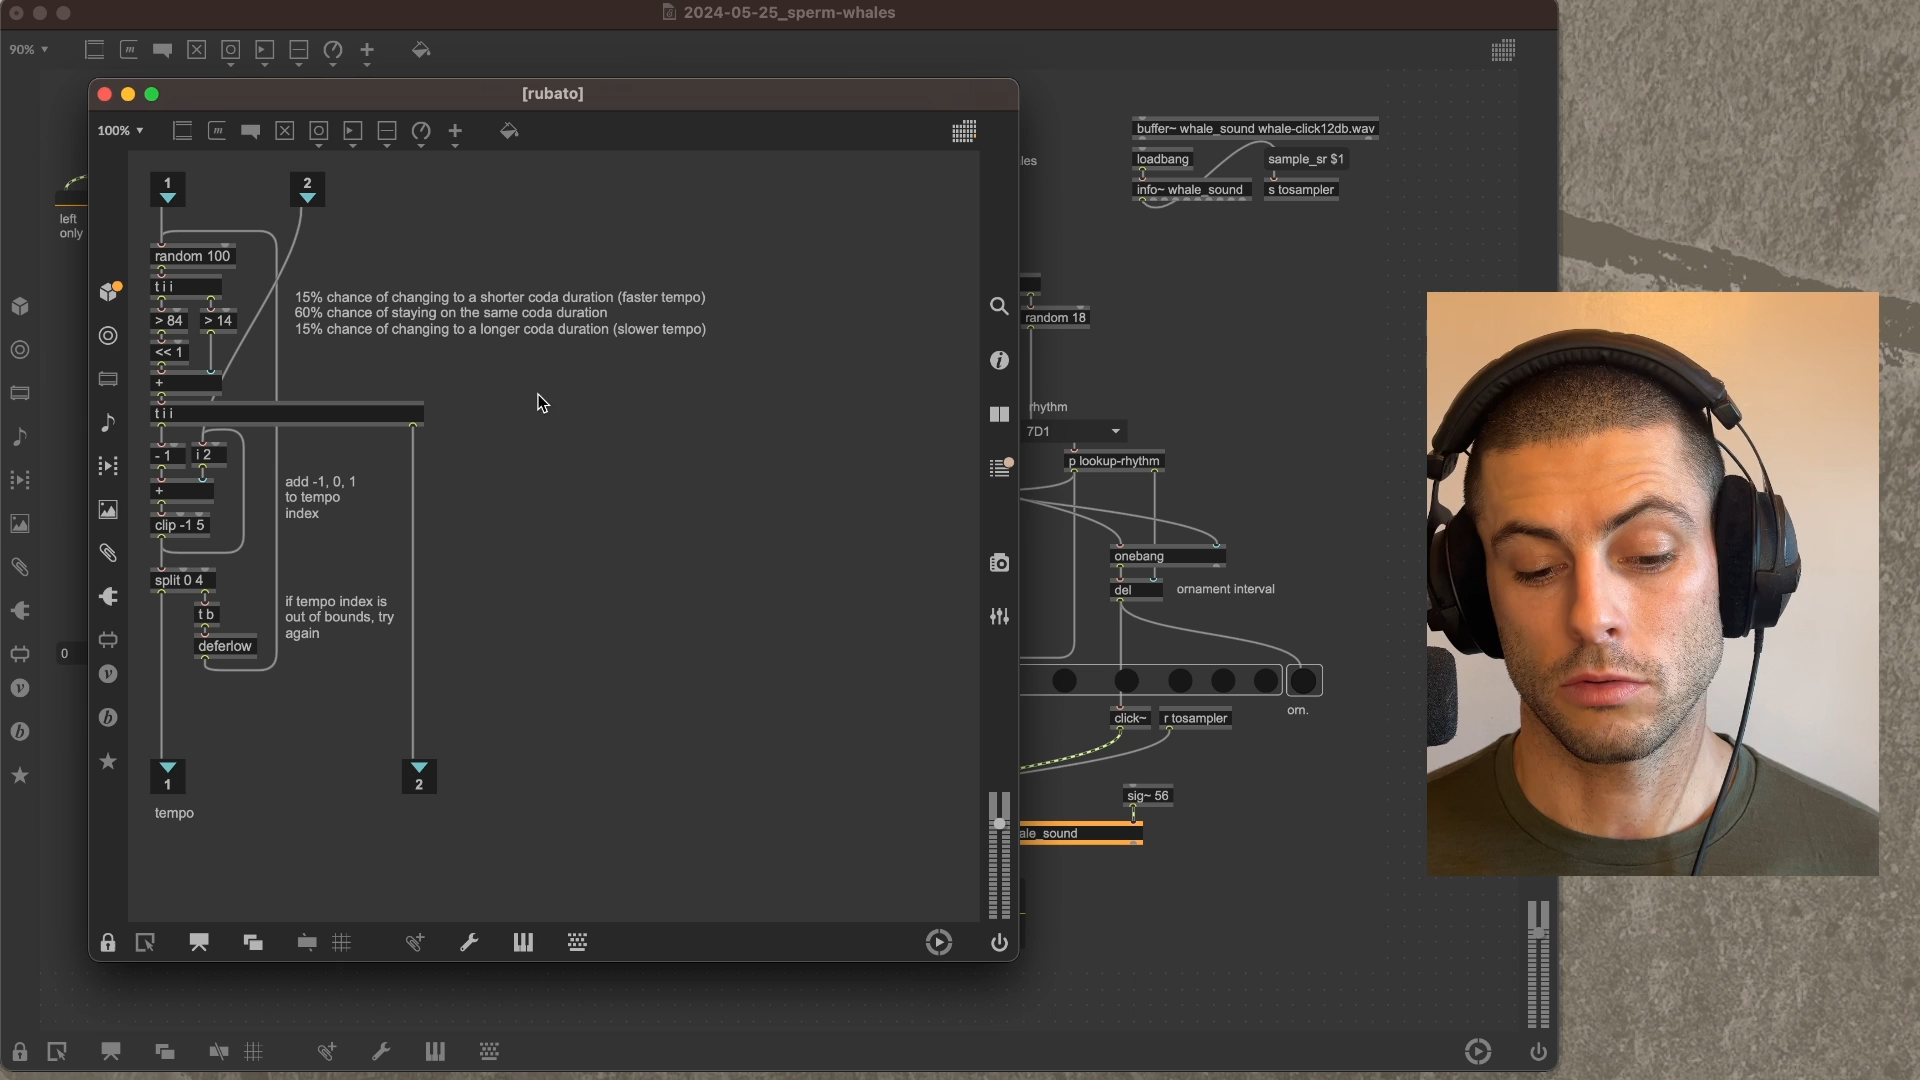 2024-05-25_sperm-whales
90%
[rubato]
100%
1
2
random 100
t i i
> 84
> 14
<< 1
+
t i i
- 1
i 2
+
clip -1 5
split 0 4
t b
deferlow
1
2
tempo
15% chance of changing to a shorter coda duration (faster tempo)
60% chance of staying on the same coda duration
15% chance of changing to a longer coda duration (slower tempo)
add -1, 0, 1
to tempo
index
if tempo index is
out of bounds, try
again
left
only
0
buffer~ whale_sound whale-click12db.wav
loadbang
sample_sr $1
info~ whale_sound
s tosampler
random 18
rhythm
7D1
p lookup-rhythm
onebang
del
ornament interval
orn.
click~
r tosampler
sig~ 56
ale_sound